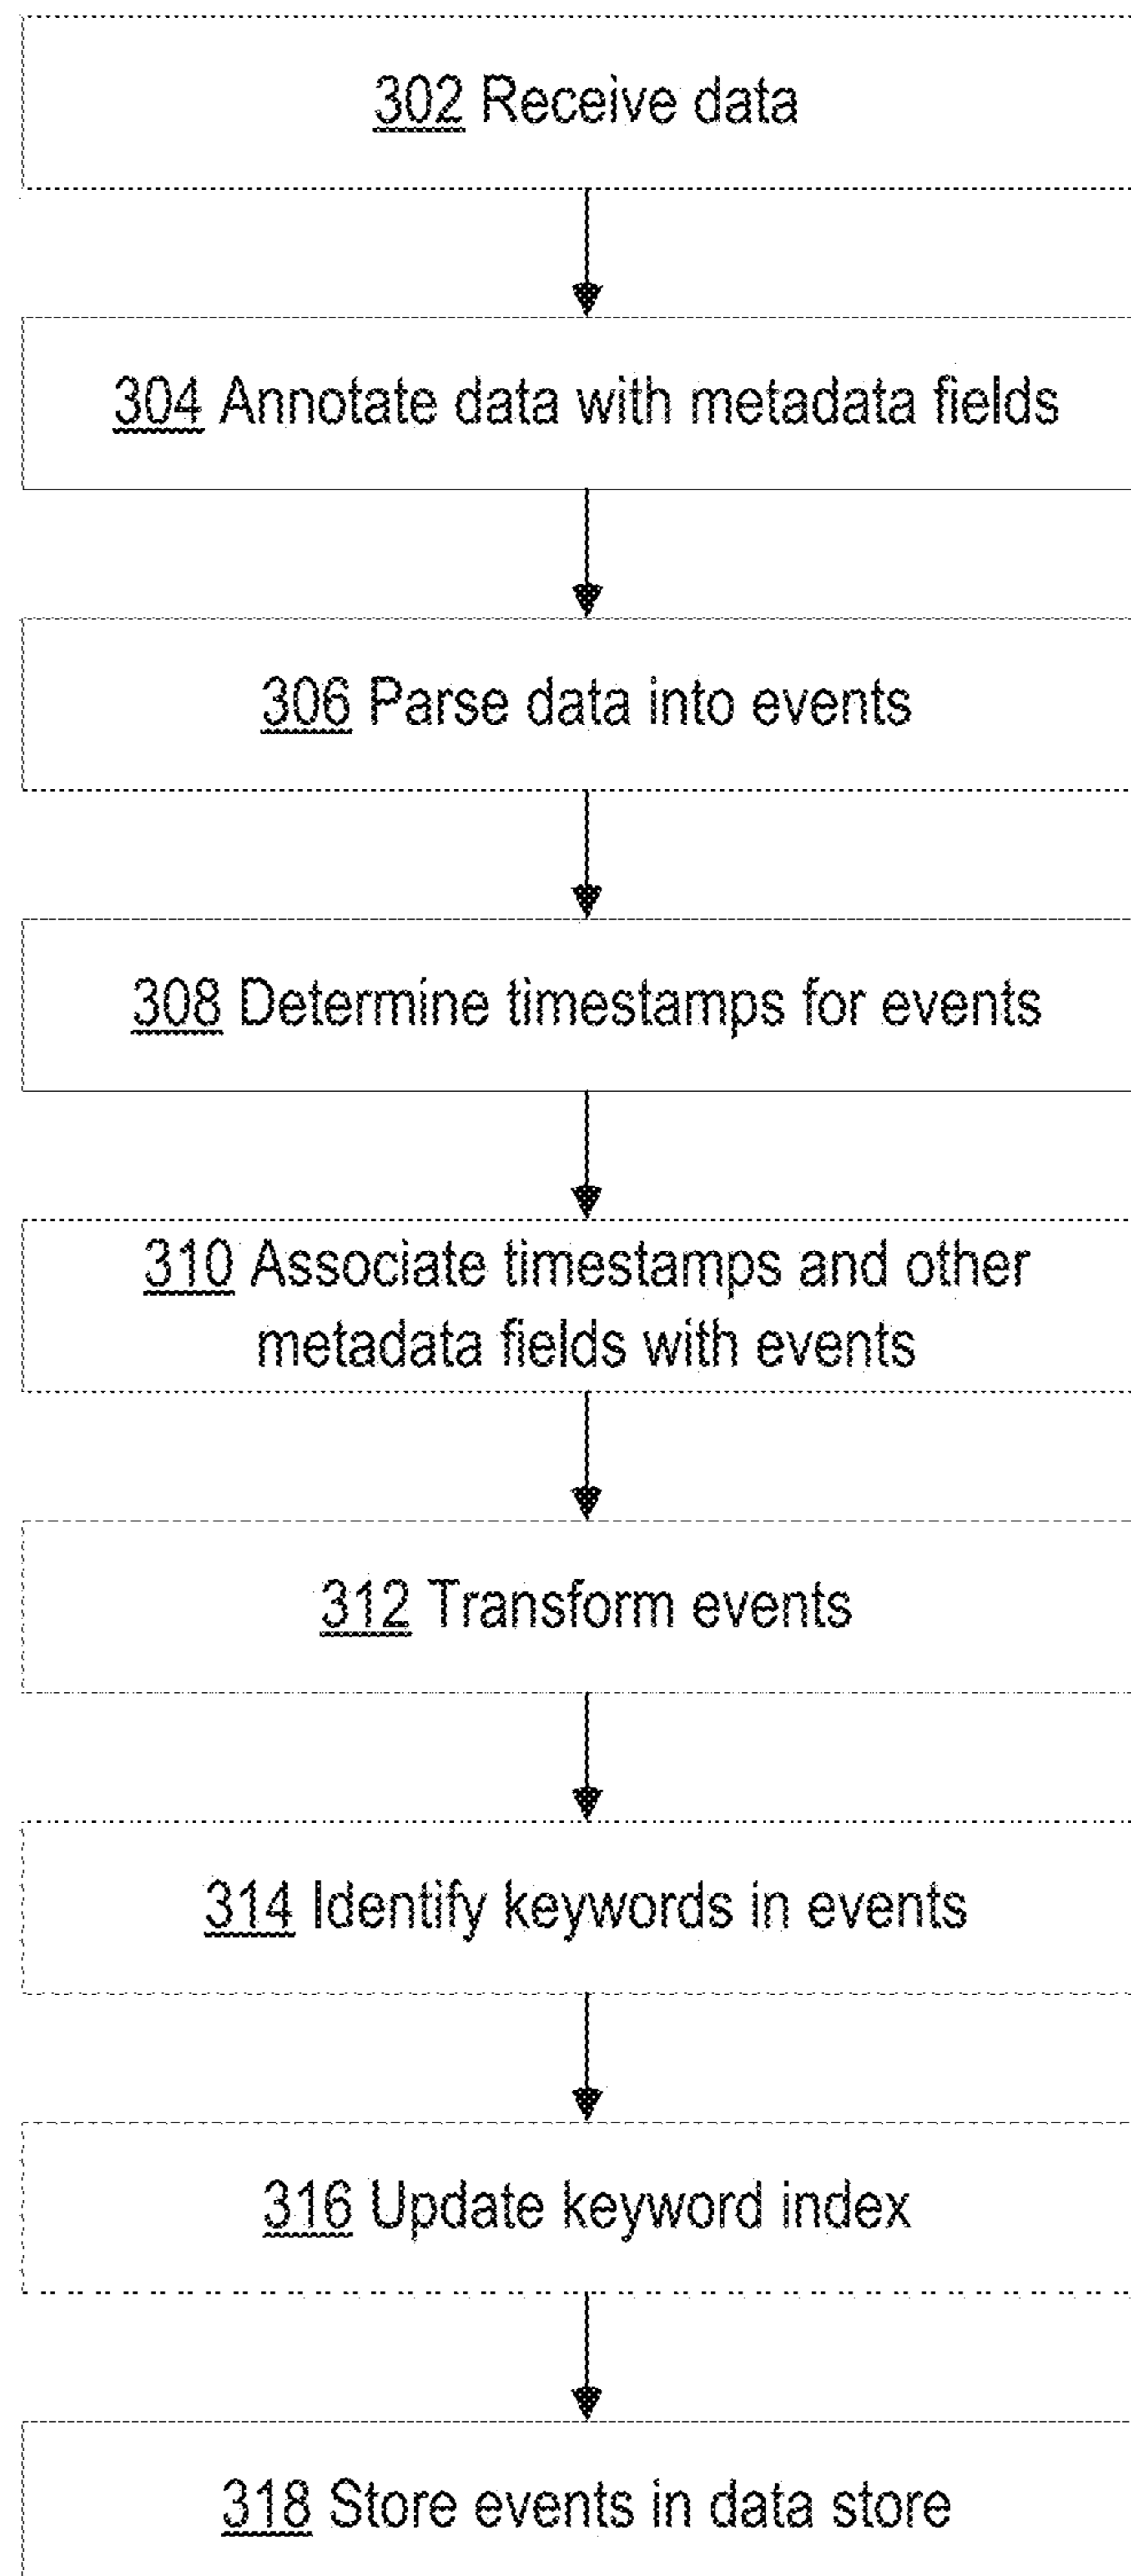 302 Receive data
304 Annotate data with metadata fields
306 Parse data into events
308 Determine timestamps for events
310 Associate timestamps and other
metadata fields with events
312 Transform events
314 Identify keywords in events
316 Update keyword index
318 Store events in data store